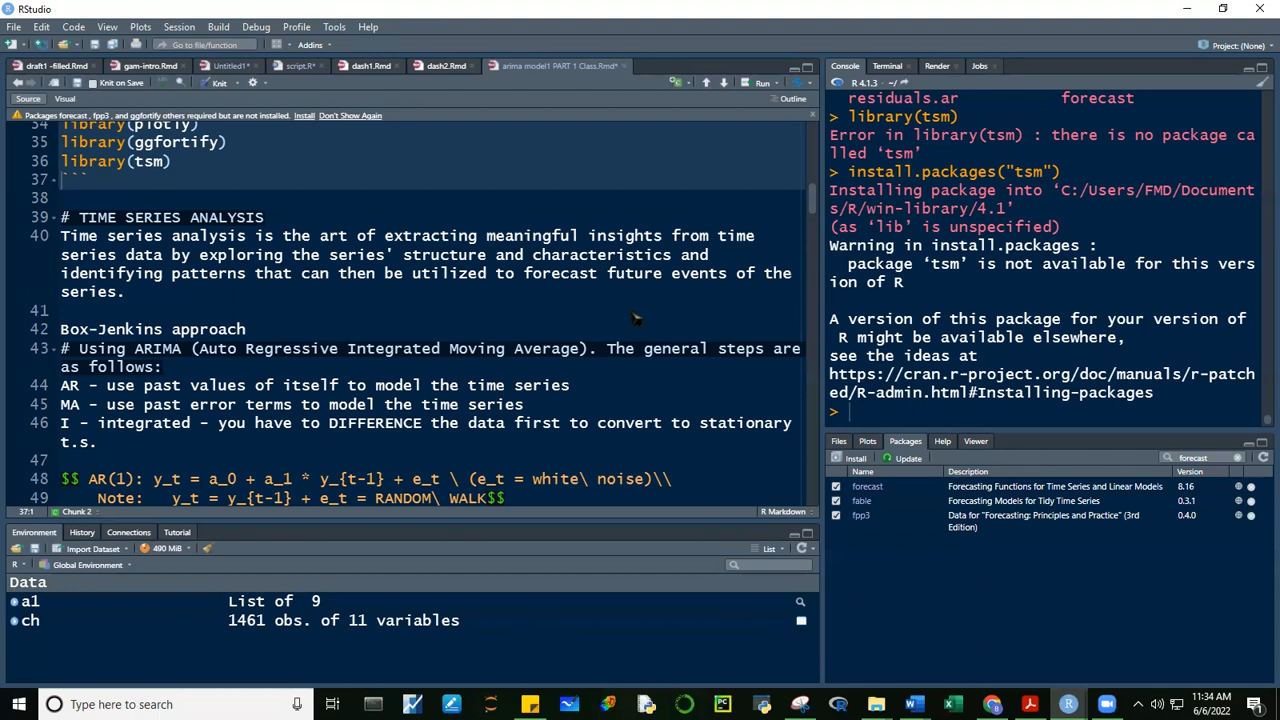 RStudio
File Edit Code View Plots Session Build Debug Profile Tools Help
Go to file/function Addins Project: (None)
draft1 -filled.Rmd gam-intro.Rmd Untitled1* script.R* dash1.Rmd dash2.Rmd arima model1 PART 1 Class.Rmd*
Knit on Save Knit Run
Source Visual Outline
Packages forecast , fpp3 , and ggfortify others required but are not installed. Install Don't Show Again
34 library(plotly)
35 library(ggfortify)
36 library(tsm)
37 ```
38
39 # TIME SERIES ANALYSIS
40 Time series analysis is the art of extracting meaningful insights from time
series data by exploring the series' structure and characteristics and
identifying patterns that can then be utilized to forecast future events of the
series.
41
42 Box-Jenkins approach
43 # Using ARIMA (Auto Regressive Integrated Moving Average). The general steps are
as follows:
44 AR - use past values of itself to model the time series
45 MA - use past error terms to model the time series
46 I - integrated - you have to DIFFERENCE the data first to convert to stationary
t.s.
47
48 $$ AR(1): y_t = a_0 + a_1 * y_{t-1} + e_t \ (e_t = white\ noise)\\
49 Note: y_t = y_{t-1} + e_t = RANDOM\ WALK$$
37:1 Chunk 2 R Markdown
Environment History Connections Tutorial
Import Dataset 490 MiB List
R Global Environment
Data
a1 List of 9
ch 1461 obs. of 11 variables
Console Terminal Render Jobs
R 4.1.3 · ~/
residuals.ar forecast
> library(tsm)
Error in library(tsm) : there is no package ca
lled ‘tsm’
> install.packages("tsm")
Installing package into ‘C:/Users/FMD/Document
s/R/win-library/4.1’
(as ‘lib’ is unspecified)
Warning in install.packages :
package ‘tsm’ is not available for this vers
ion of R
A version of this package for your version of
R might be available elsewhere,
see the ideas at
https://cran.r-project.org/doc/manuals/r-patch
ed/R-admin.html#Installing-packages
>
Files Plots Packages Help Viewer
Install Update forecast
Name Description Version
forecast Forecasting Functions for Time Series and Linear Models 8.16
fable Forecasting Models for Tidy Time Series 0.3.1
fpp3 Data for "Forecasting: Principles and Practice" (3rd
Edition) 0.4.0
Type here to search
11:34 AM
6/6/2022